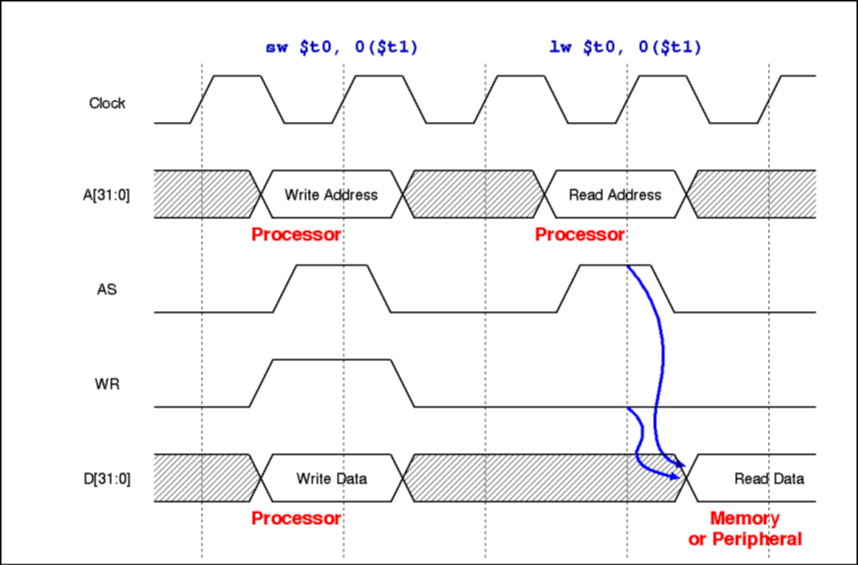 sw $t0, 0($t1) lw $t0, 0($t1)
Clock
A[31:0] Write Address Read Address
Processor Processor
AS
WR
D[31:0] Write Data Read Data
Processor Memory
or Peripheral